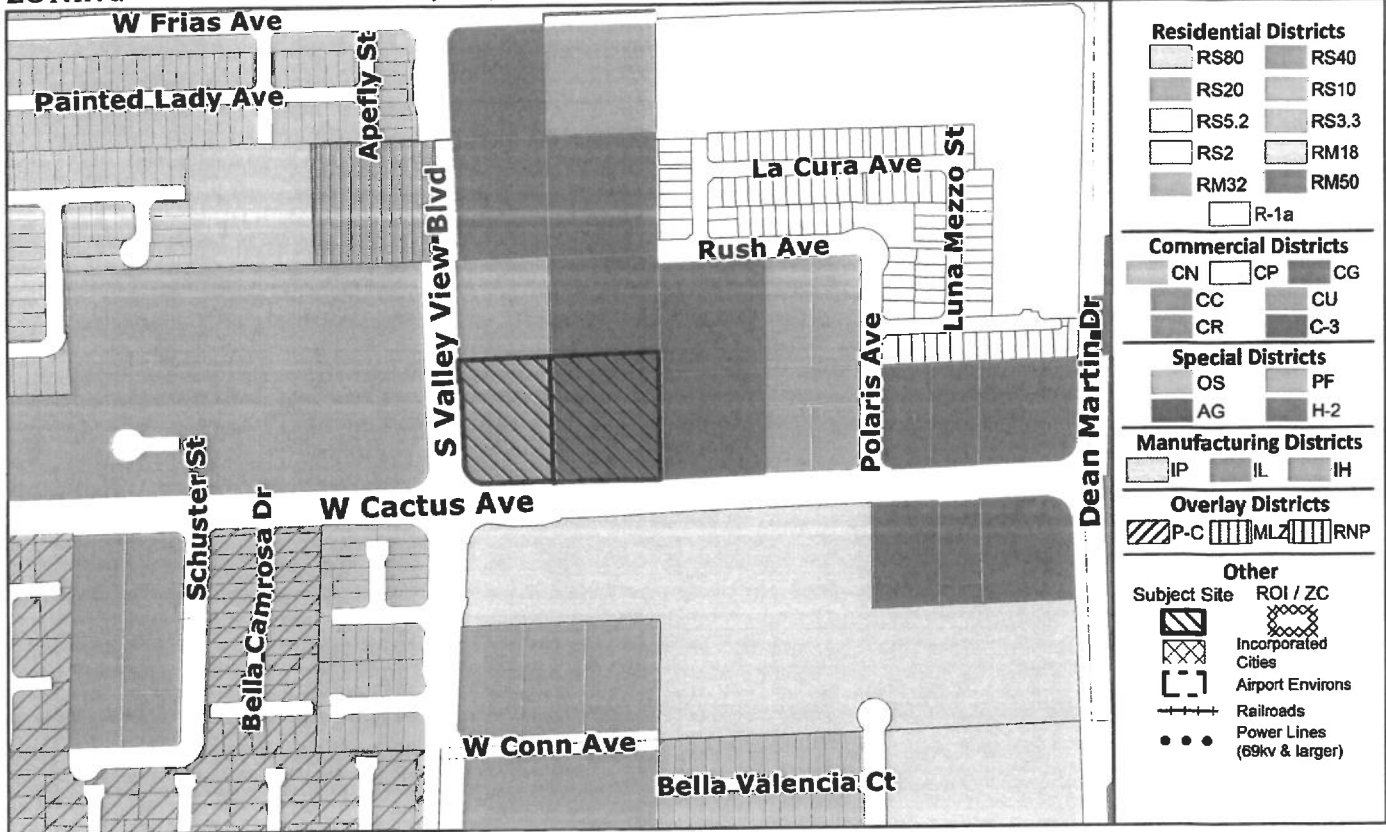 W Frias Ave
Painted Lady Ave
Apefly St
S Valley View Blvd
La Cura Ave
Rush Ave
Luna Mezzo St
Polaris Ave
Dean Martin Dr
W Cactus Ave
Schuster St
Bella Camrosa Dr
W Conn Ave
Bella Valencia Ct
Residential Districts
RS80 RS40
RS20 RS10
RS5.2 RS3.3
RS2 RM18
RM32 RM50
R-1a
Commercial Districts
CN CP CG
CC CU
CR C-3
Special Districts
OS PF
AG H-2
Manufacturing Districts
IP IL IH
Overlay Districts
P-C MLZ RNP
Other
Subject Site ROI / ZC
Incorporated
Cities
Airport Environs
Railroads
Power Lines
(69kv & larger)